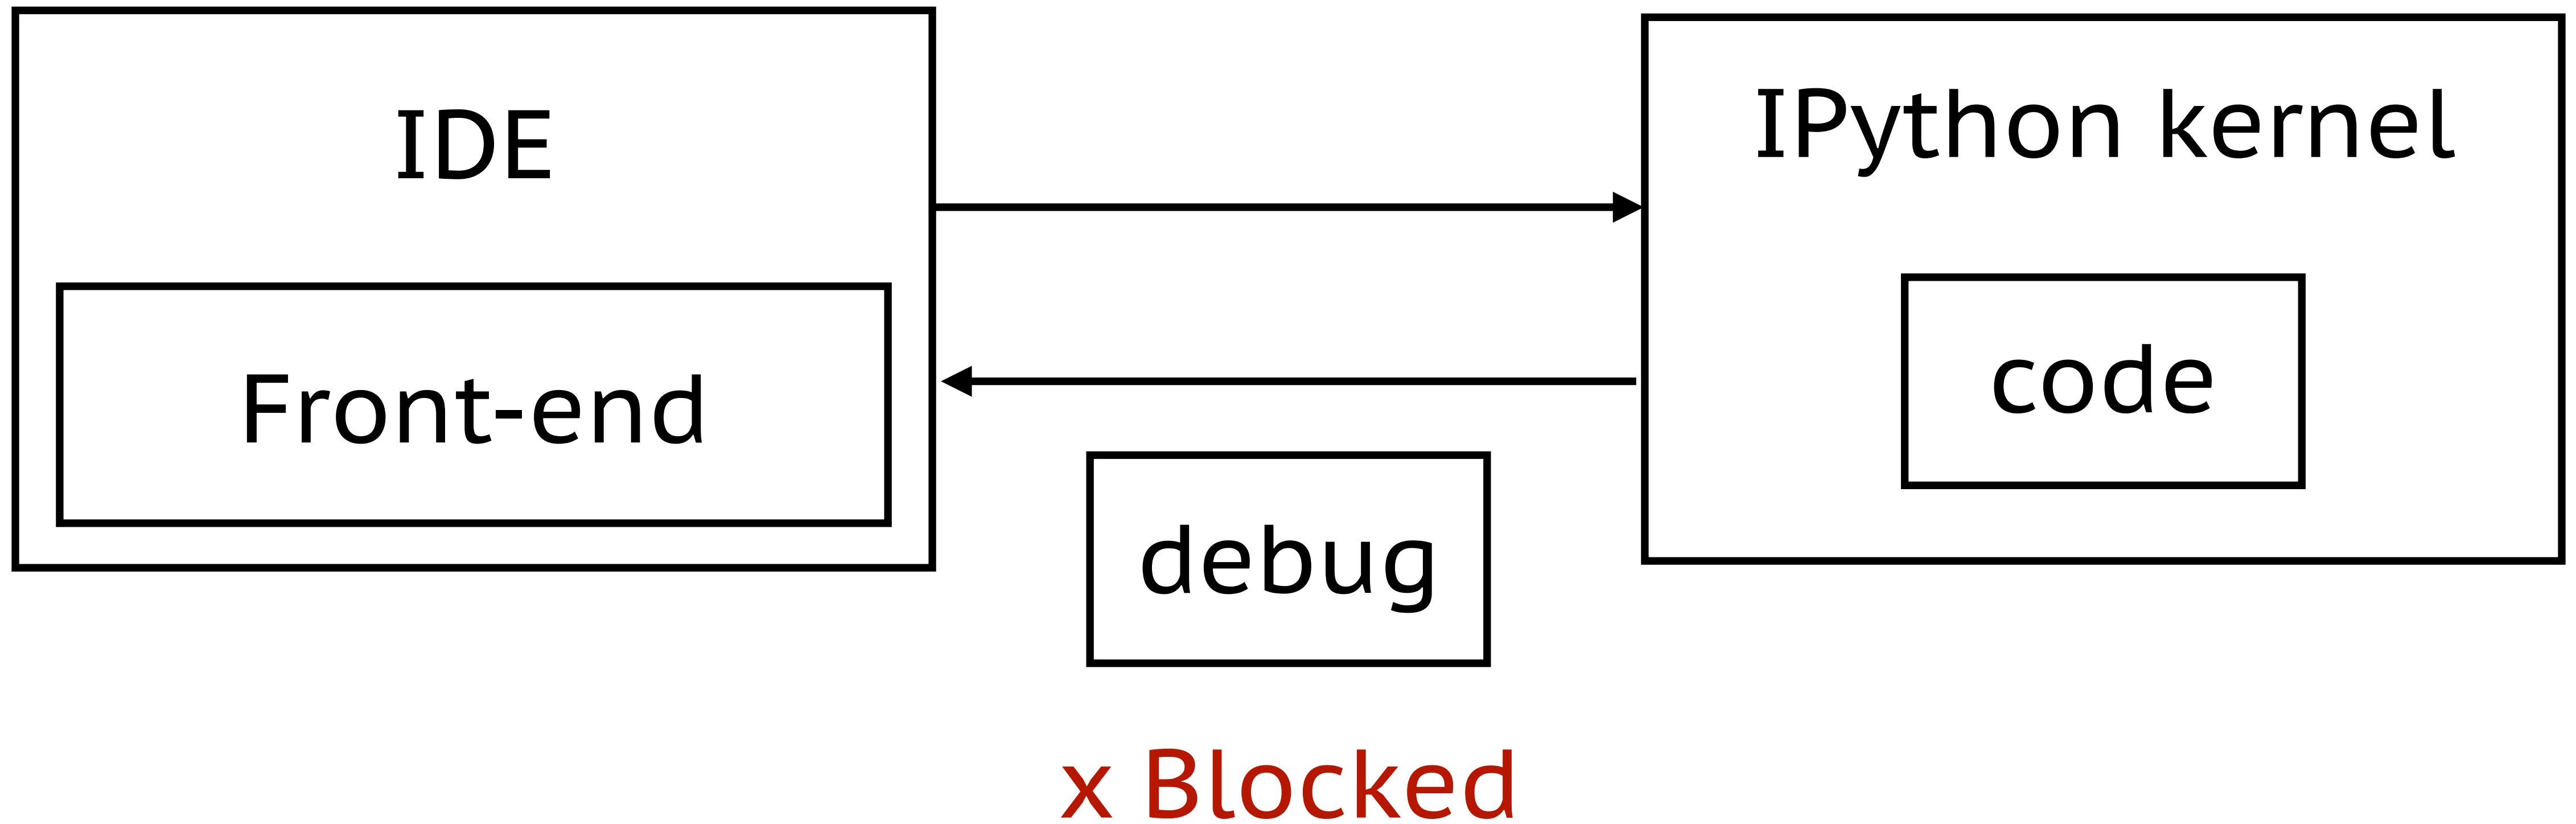 IDE
Front-end
IPython kernel
code
debug
x Blocked